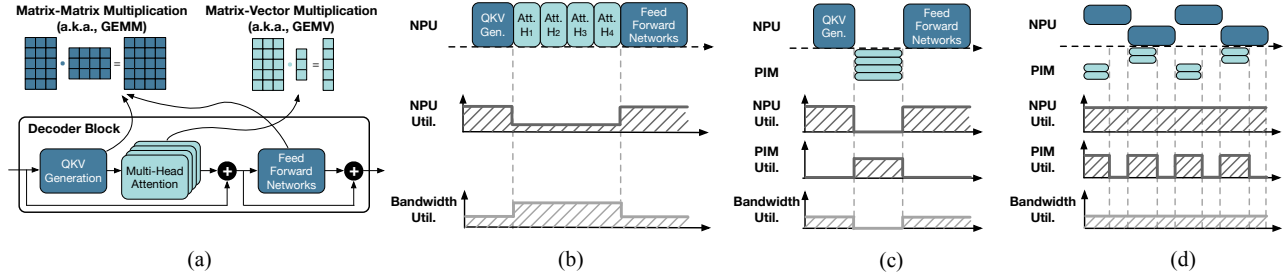 Matrix-Matrix Multiplication
(a.k.a., GEMM)
Matrix-Vector Multiplication
(a.k.a., GEMV)
=
=
Decoder Block
QKV
Generation
Multi-Head
Attention
+
Feed
Forward
Networks
+
(a)
NPU
QKV
Gen.
Att.
H1
Att.
H2
Att.
H3
Att.
H4
Feed Forward
Networks
NPU
Util.
Bandwidth
Util.
(b)
NPU
QKV
Gen.
Feed Forward
Networks
PIM
NPU
Util.
PIM
Util.
Bandwidth
Util.
(c)
NPU
PIM
NPU
Util.
PIM
Util.
Bandwidth
Util.
(d)